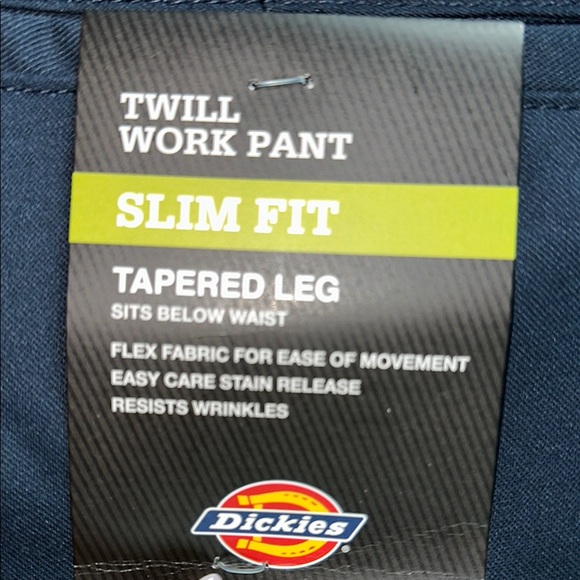 TWILL
WORK PANT
SLIM FIT
TAPERED LEG
SITS BELOW WAIST
FLEX FABRIC FOR EASE OF MOVEMENT
EASY CARE STAIN RELEASE
RESISTS WRINKLES
Dickies®